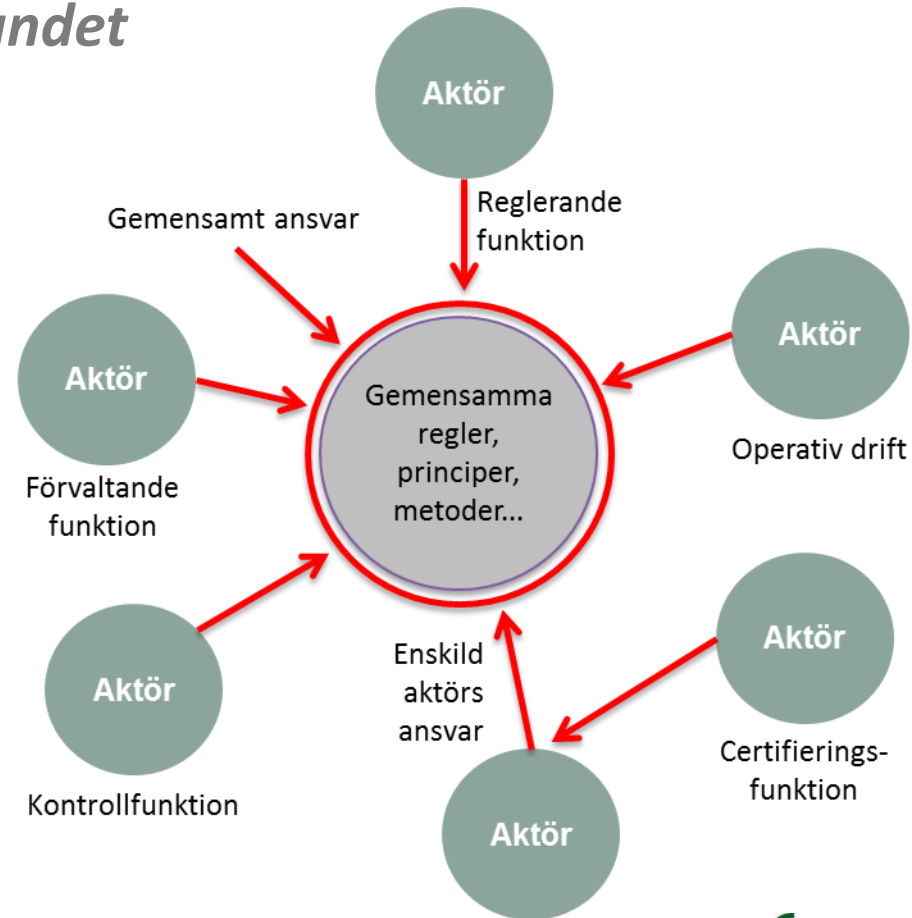 Aktör
Reglerande
funktion
Gemensamt ansvar
Aktör
Operativ drift
Aktör
Förvaltande
funktion
Gemensamma
regler,
principer,
metoder...
Aktör
Kontrollfunktion
Enskild
aktörs
ansvar
Aktör
Certifierings-
funktion
Aktör